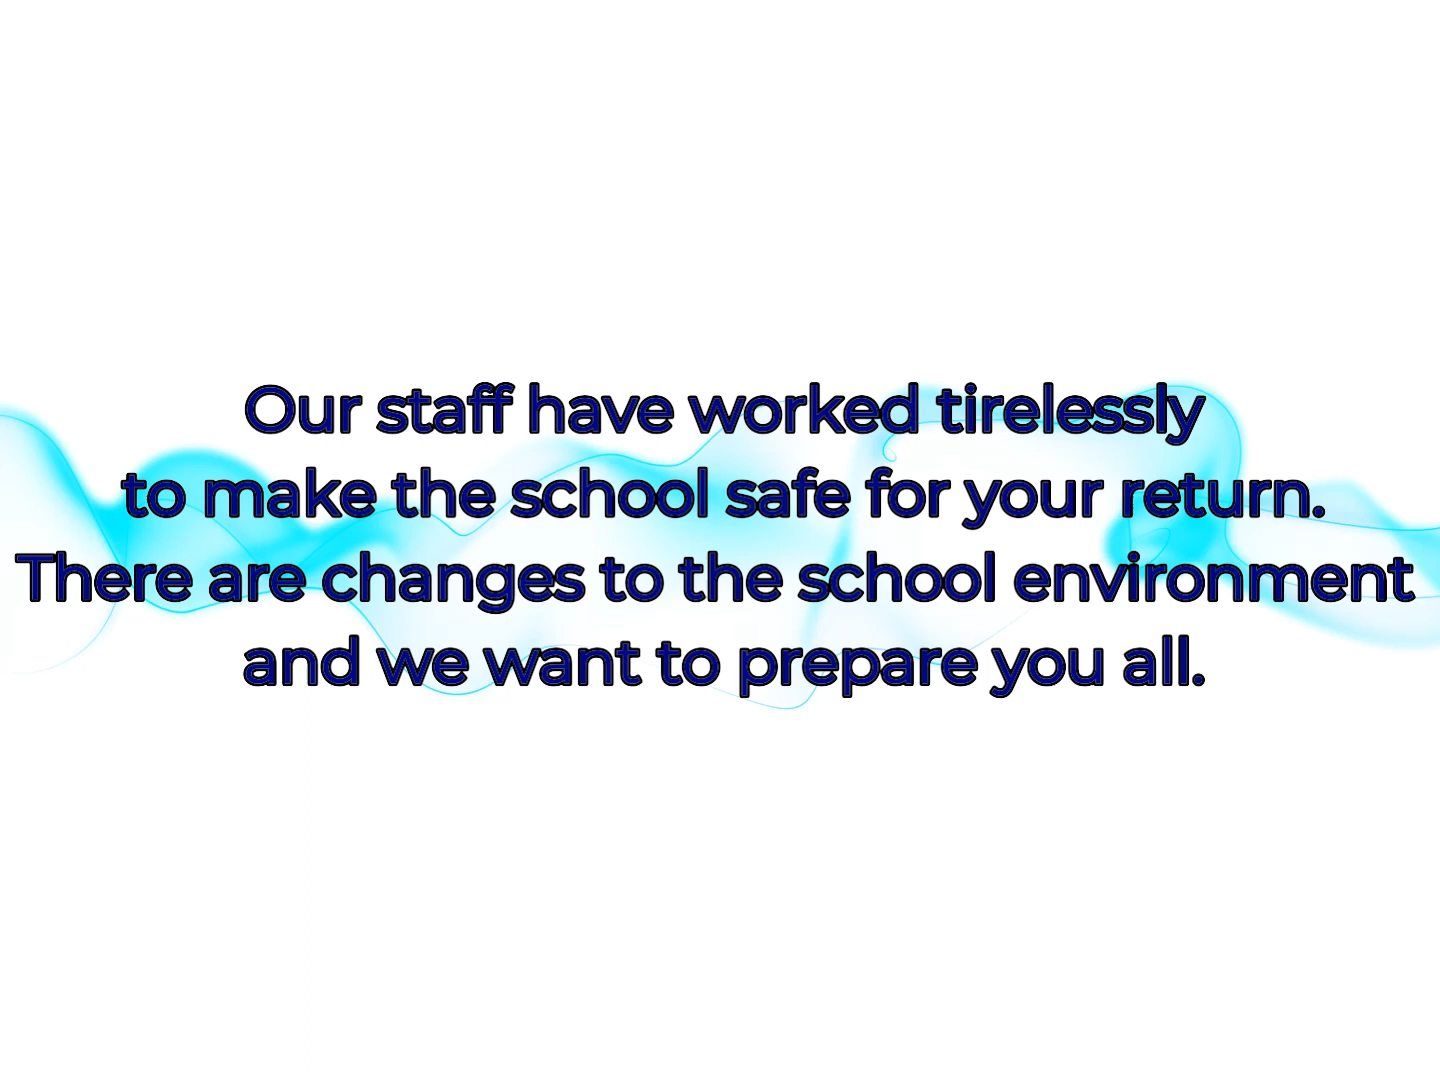 Our staff have worked tirelessly
to make the school safe for your return.
There are changes to the school environment
and we want to prepare you all.